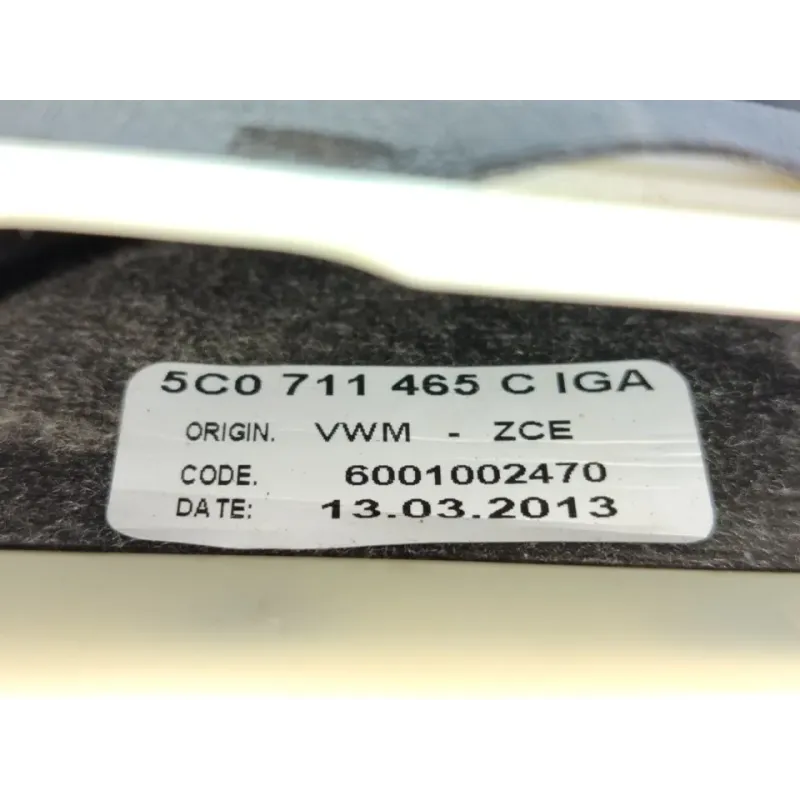 5C0 711 465 C IGA
ORIGIN. VWM - ZCE
CODE. 6001002470
DATE: 13.03.2013